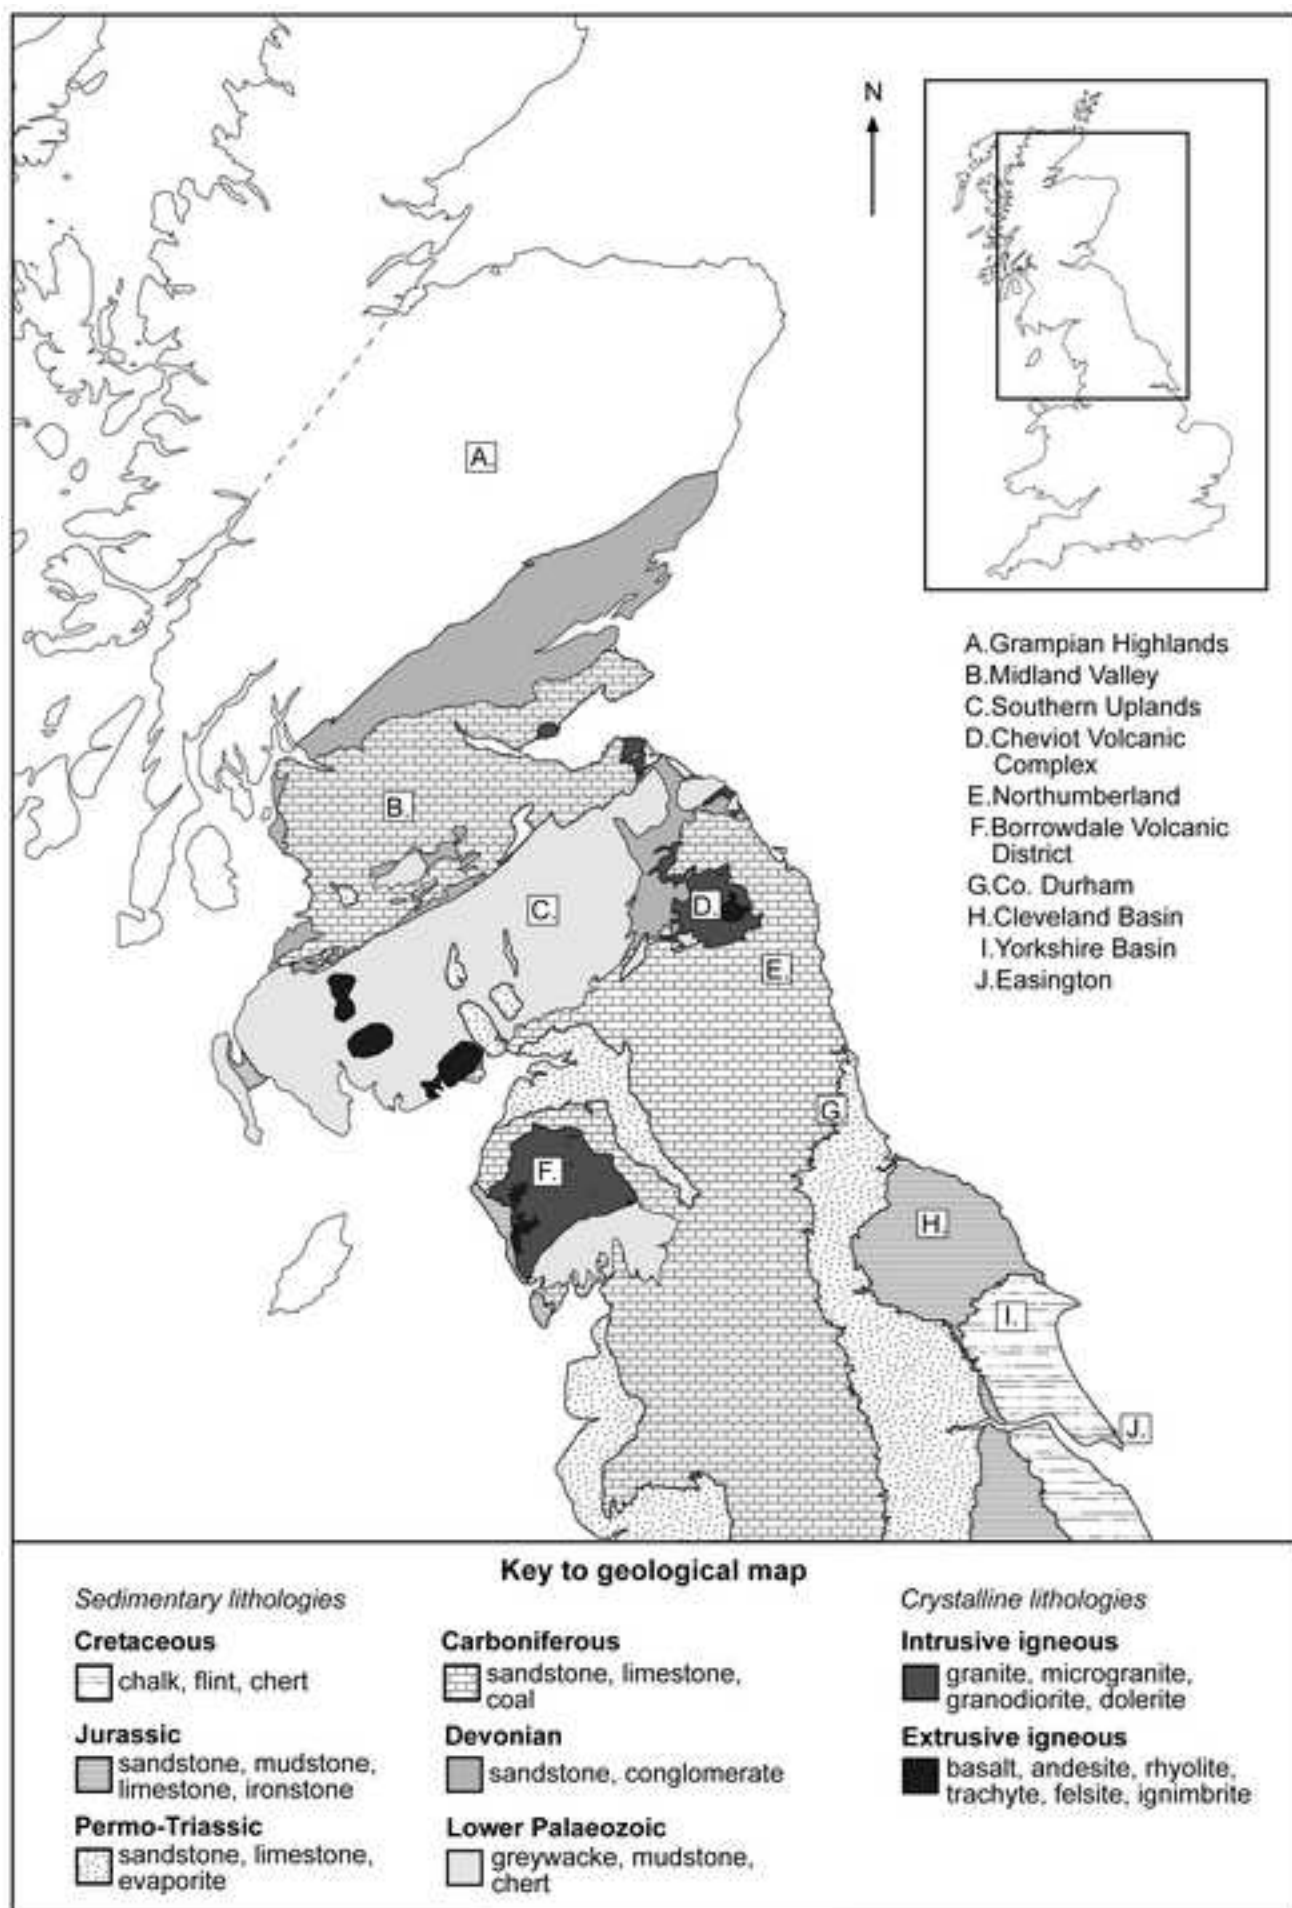 N
A.
B.
C.
D.
E.
F.
G.
H.
I.
J.
A.Grampian Highlands
B.Midland Valley
C.Southern Uplands
D.Cheviot Volcanic
Complex
E.Northumberland
F.Borrowdale Volcanic
District
G.Co. Durham
H.Cleveland Basin
I.Yorkshire Basin
J.Easington
Key to geological map
Sedimentary lithologies
Cretaceous
chalk, flint, chert
Jurassic
sandstone, mudstone,
limestone, ironstone
Permo-Triassic
sandstone, limestone,
evaporite
Carboniferous
sandstone, limestone,
coal
Devonian
sandstone, conglomerate
Lower Palaeozoic
greywacke, mudstone,
chert
Crystalline lithologies
Intrusive igneous
granite, microgranite,
granodiorite, dolerite
Extrusive igneous
basalt, andesite, rhyolite,
trachyte, felsite, ignimbrite